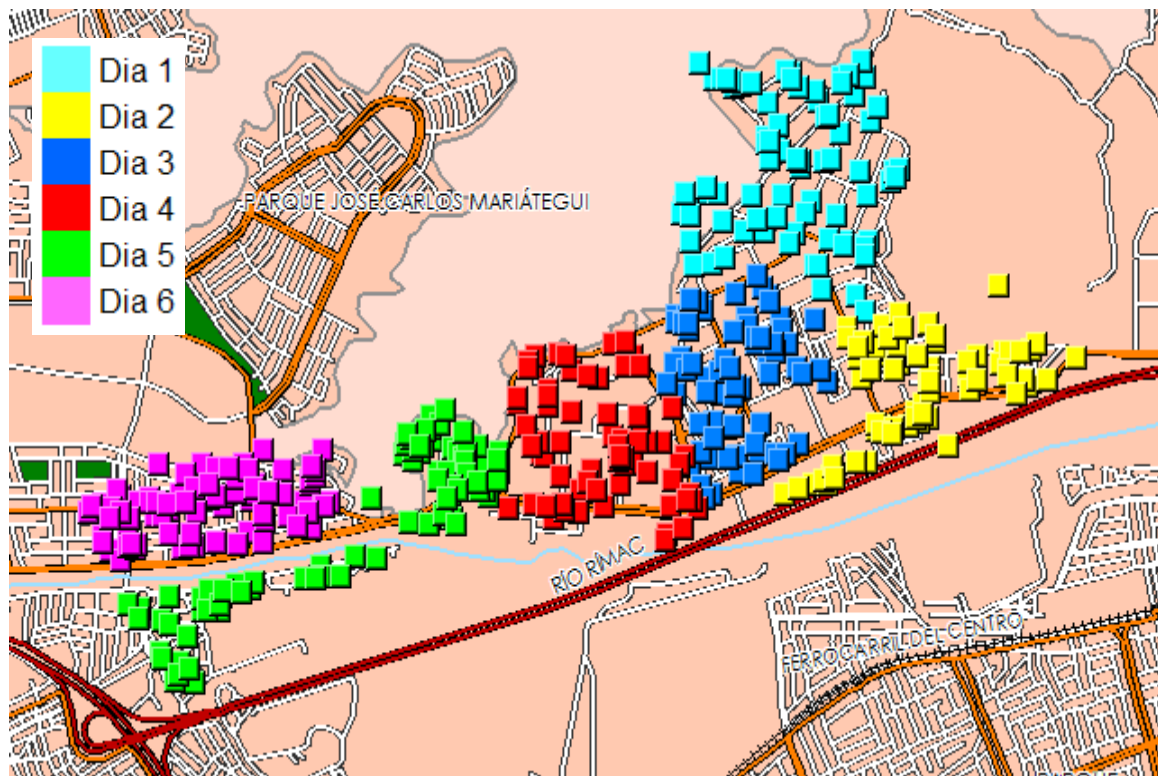 Dia 1
Dia 2
Dia 3
Dia 4
Dia 5
Dia 6
PARQUE JOSÉ CARLOS MARIÁTEGUI
RÍO RÍMAC
FERROCARRIL DEL CENTRO